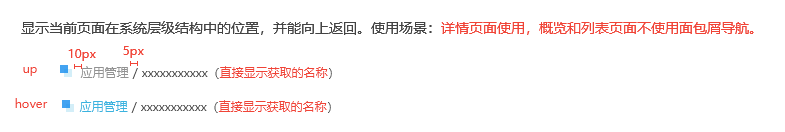 显示当前页面在系统层级结构中的位置，并能向上返回。使用场景：详情页面使用，概览和列表页面不使用面包屑导航。
10px 5px
up 应用管理 / xxxxxxxxxxx（直接显示获取的名称）
hover 应用管理 / xxxxxxxxxxx（直接显示获取的名称）